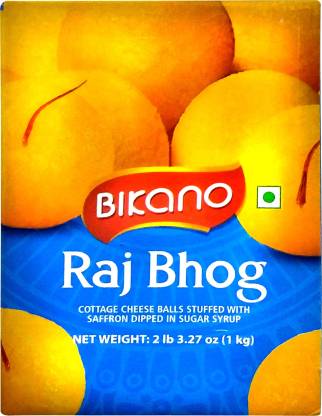 BIKANO
Raj Bhog
COTTAGE CHEESE BALLS STUFFED WITH
SAFFRON DIPPED IN SUGAR SYRUP
NET WEIGHT: 2 lb 3.27 oz (1 kg)